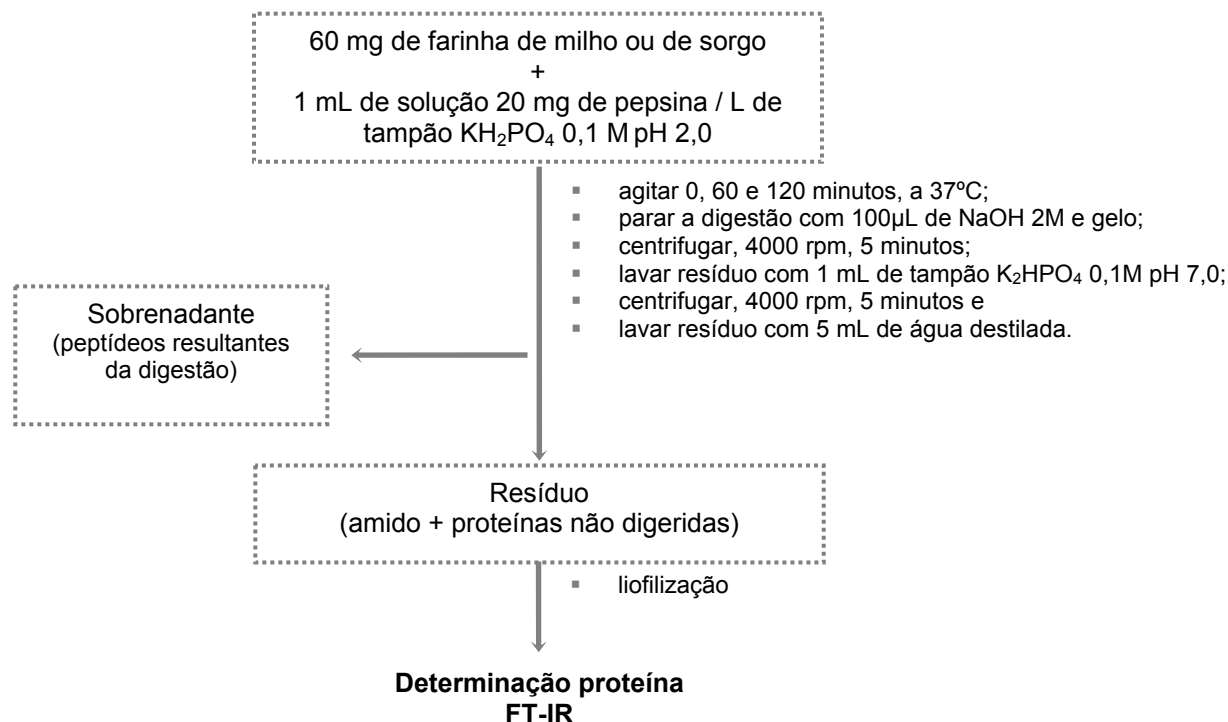 60 mg de farinha de milho ou de sorgo
+
1 mL de solução 20 mg de pepsina / L de
tampão KH₂PO₄ 0,1 M pH 2,0
▪ agitar 0, 60 e 120 minutos, a 37ºC;
▪ parar a digestão com 100µL de NaOH 2M e gelo;
▪ centrifugar, 4000 rpm, 5 minutos;
▪ lavar resíduo com 1 mL de tampão K₂HPO₄ 0,1M pH 7,0;
▪ centrifugar, 4000 rpm, 5 minutos e
▪ lavar resíduo com 5 mL de água destilada.
Sobrenadante
(peptídeos resultantes
da digestão)
Resíduo
(amido + proteínas não digeridas)
▪ liofilização
Determinação proteína
FT-IR